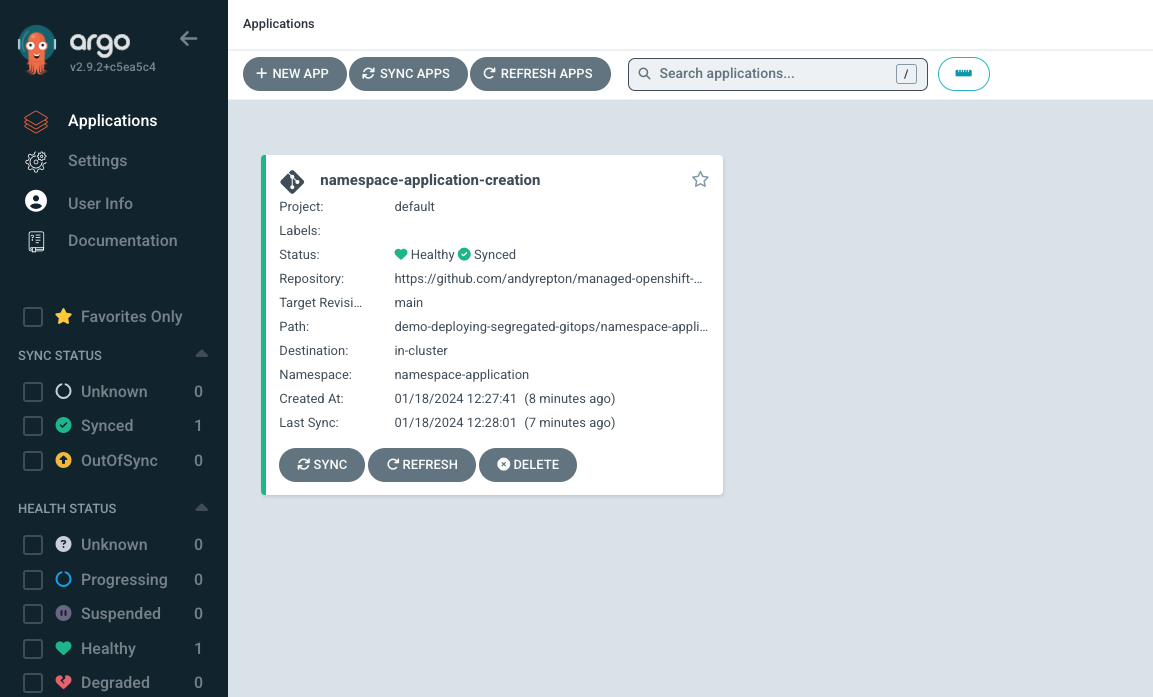 argo
v2.9.2+c5ea5c4
Applications
Settings
User Info
Documentation
Favorites Only
SYNC STATUS
Unknown 0
Synced 1
OutOfSync 0
HEALTH STATUS
Unknown 0
Progressing 0
Suspended 0
Healthy 1
Degraded 0
Applications
+ NEW APP SYNC APPS REFRESH APPS Search applications... /
namespace-application-creation
Project: default
Labels:
Status: Healthy Synced
Repository: https://github.com/andyrepton/managed-openshift-...
Target Revisi... main
Path: demo-deploying-segregated-gitops/namespace-appli...
Destination: in-cluster
Namespace: namespace-application
Created At: 01/18/2024 12:27:41 (8 minutes ago)
Last Sync: 01/18/2024 12:28:01 (7 minutes ago)
SYNC REFRESH DELETE